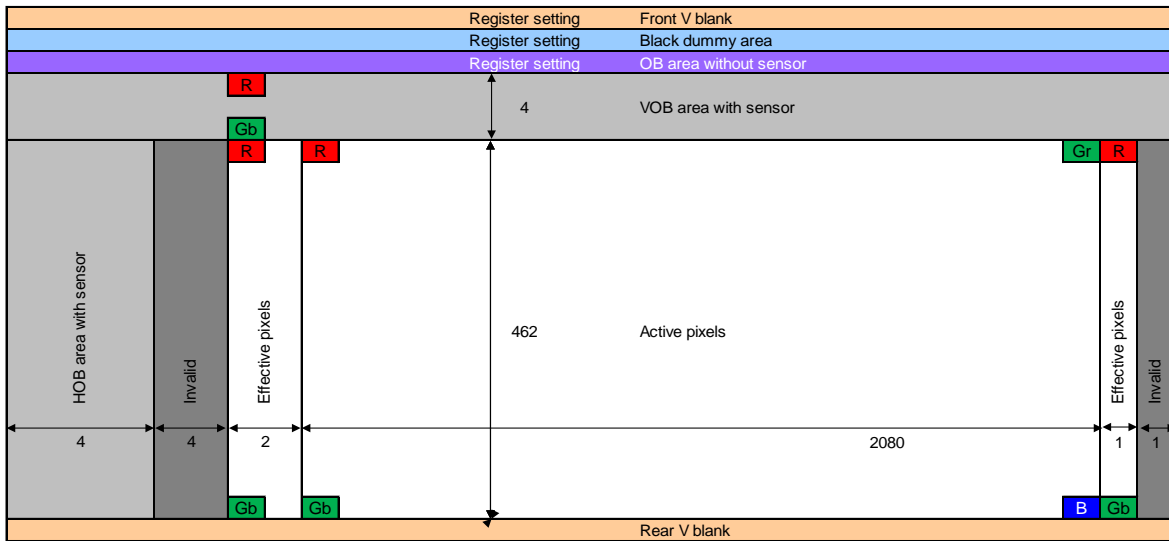 Register setting Front V blank
Register setting Black dummy area
Register setting OB area without sensor
R
4 VOB area with sensor
Gb
R R Gr R
HOB area with sensor
Invalid
Effective pixels
462 Active pixels
Effective pixels
Invalid
4 4 2 2080 1 1
Gb Gb B Gb
Rear V blank